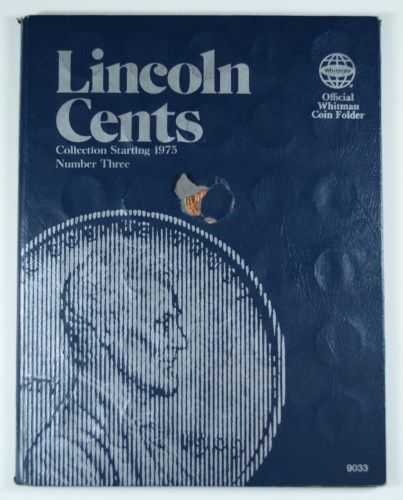 Lincoln
Cents
Collection Starting 1975
Number Three
Whitman
Official
Whitman
Coin Folder
9033